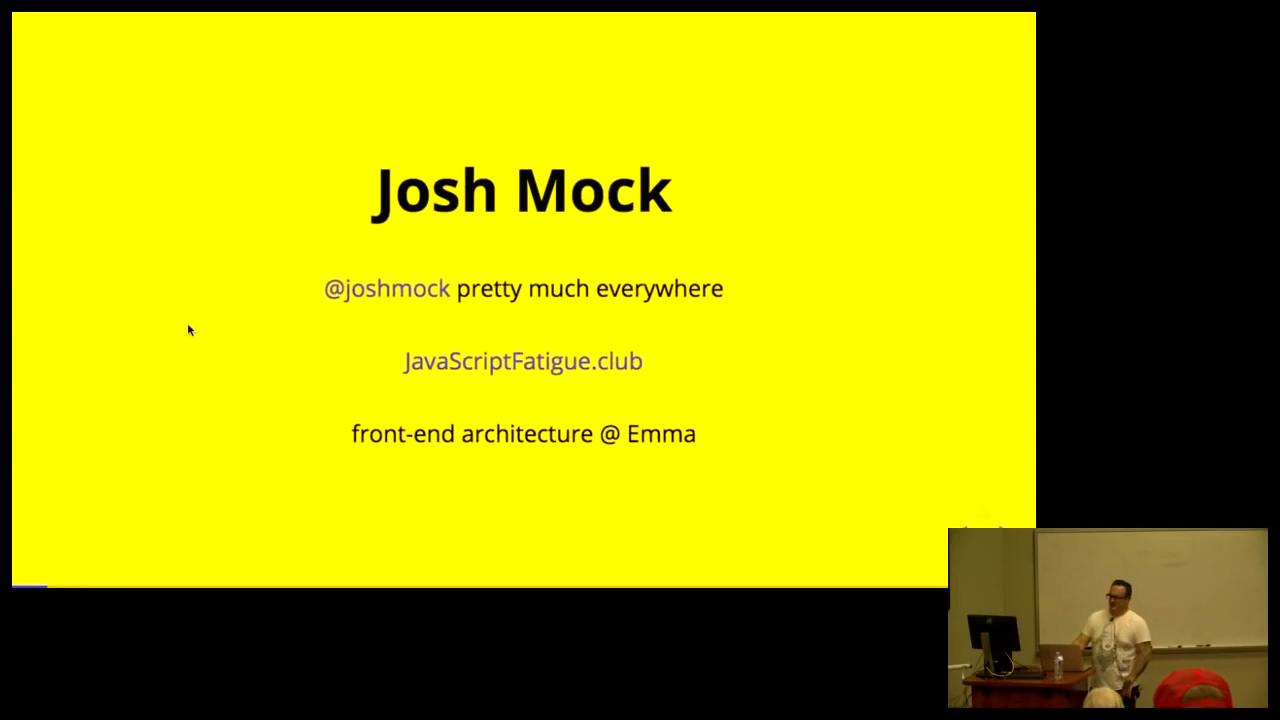 Josh Mock
@joshmock pretty much everywhere
JavaScriptFatigue.club
front-end architecture @ Emma